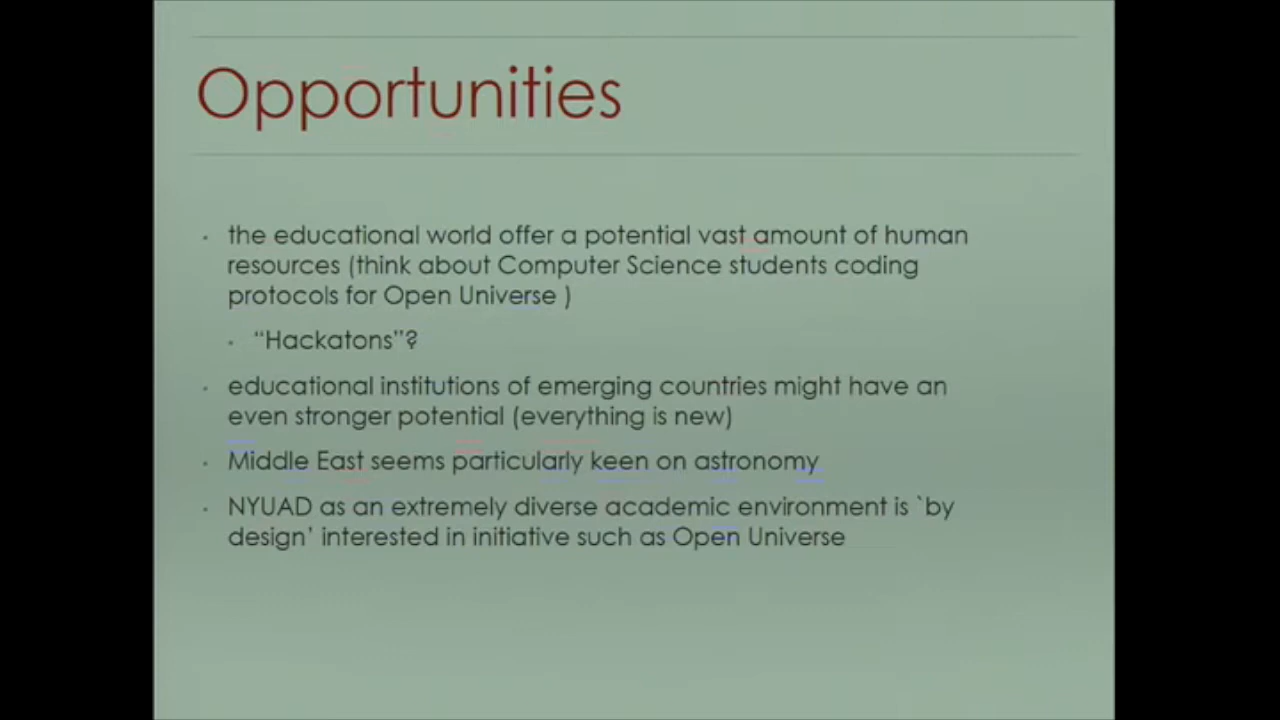 Opportunities
the educational world offer a potential vast amount of human
resources (think about Computer Science students coding
protocols for Open Universe )
“Hackatons”?
educational institutions of emerging countries might have an
even stronger potential (everything is new)
Middle East seems particularly keen on astronomy
NYUAD as an extremely diverse academic environment is `by
design’ interested in initiative such as Open Universe